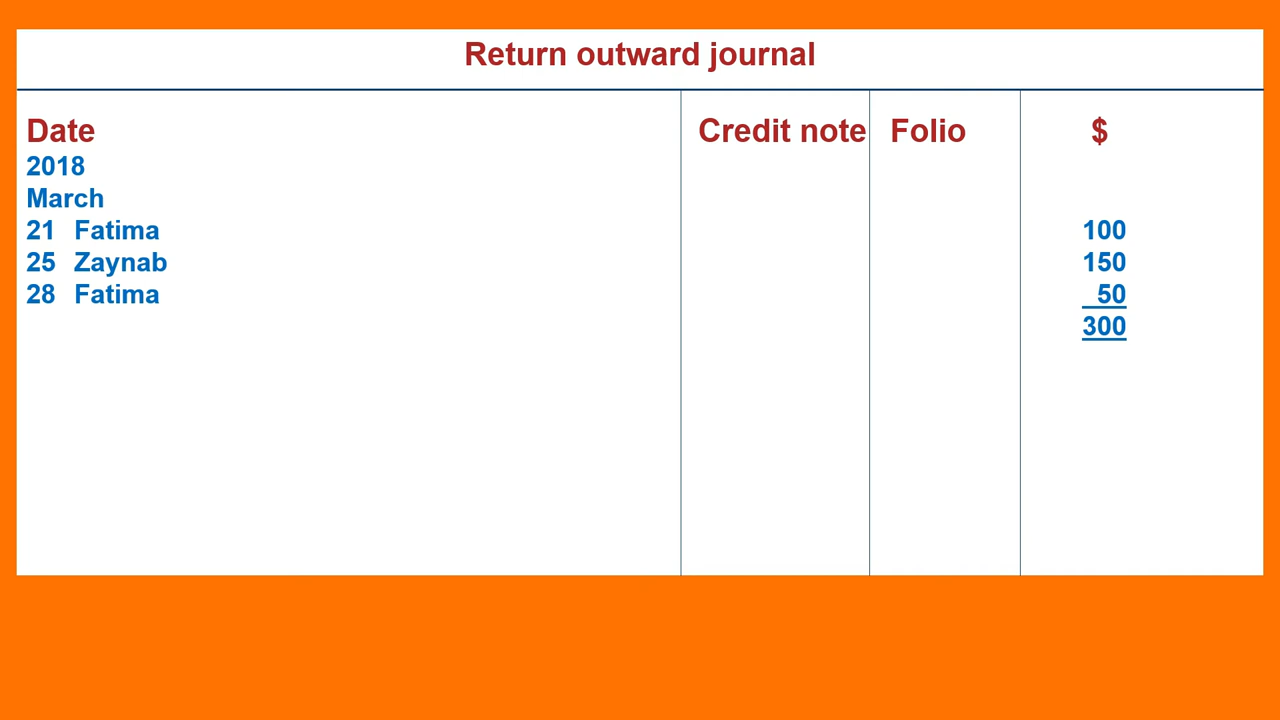 Return outward journal
Date Credit note Folio $
2018
March
21 Fatima 100
25 Zaynab 150
28 Fatima 50
300